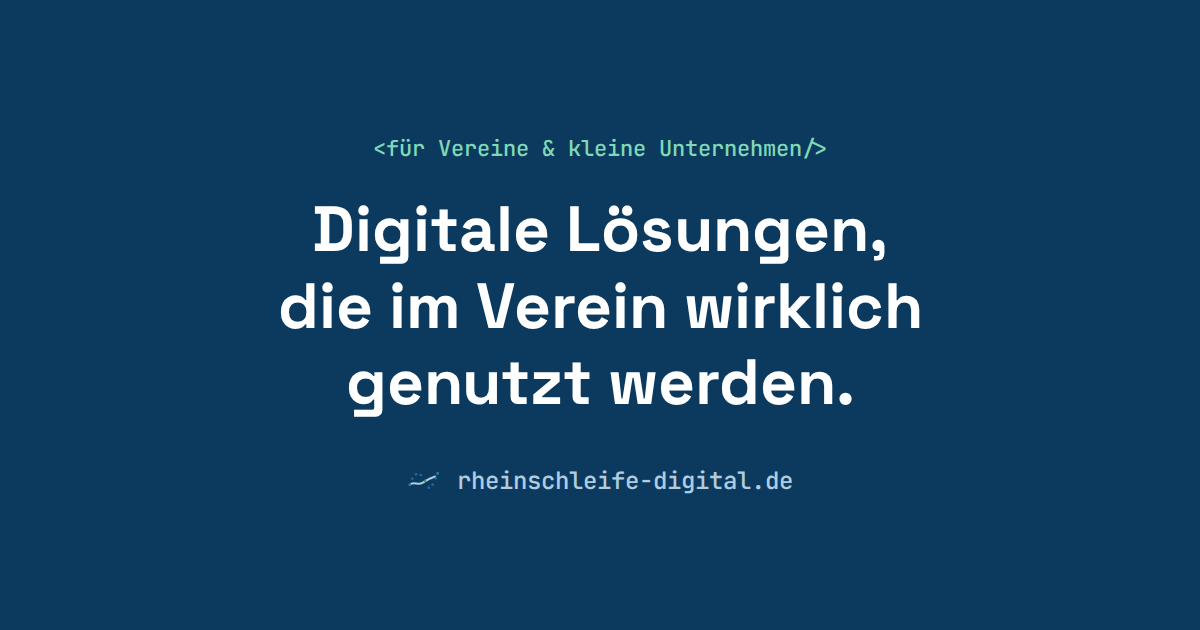 <für Vereine & kleine Unternehmen/>
Digitale Lösungen,
die im Verein wirklich
genutzt werden.
rheinschleife-digital.de